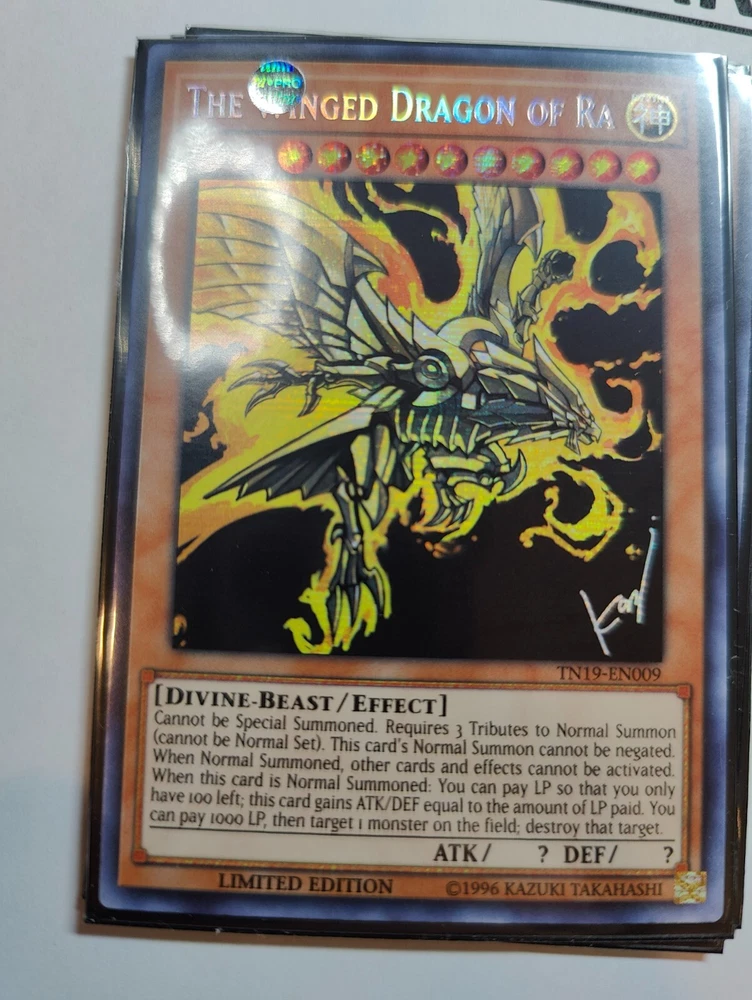 THE WINGED DRAGON OF RA
神
TN19-EN009
[DIVINE-BEAST/EFFECT]
Cannot be Special Summoned. Requires 3 Tributes to Normal Summon
(cannot be Normal Set). This card's Normal Summon cannot be negated.
When Normal Summoned, other cards and effects cannot be activated.
When this card is Normal Summoned: You can pay LP so that you only
have 100 left; this card gains ATK/DEF equal to the amount of LP paid. You
can pay 1000 LP, then target 1 monster on the field; destroy that target.
ATK/ ? DEF/ ?
LIMITED EDITION ©1996 KAZUKI TAKAHASHI